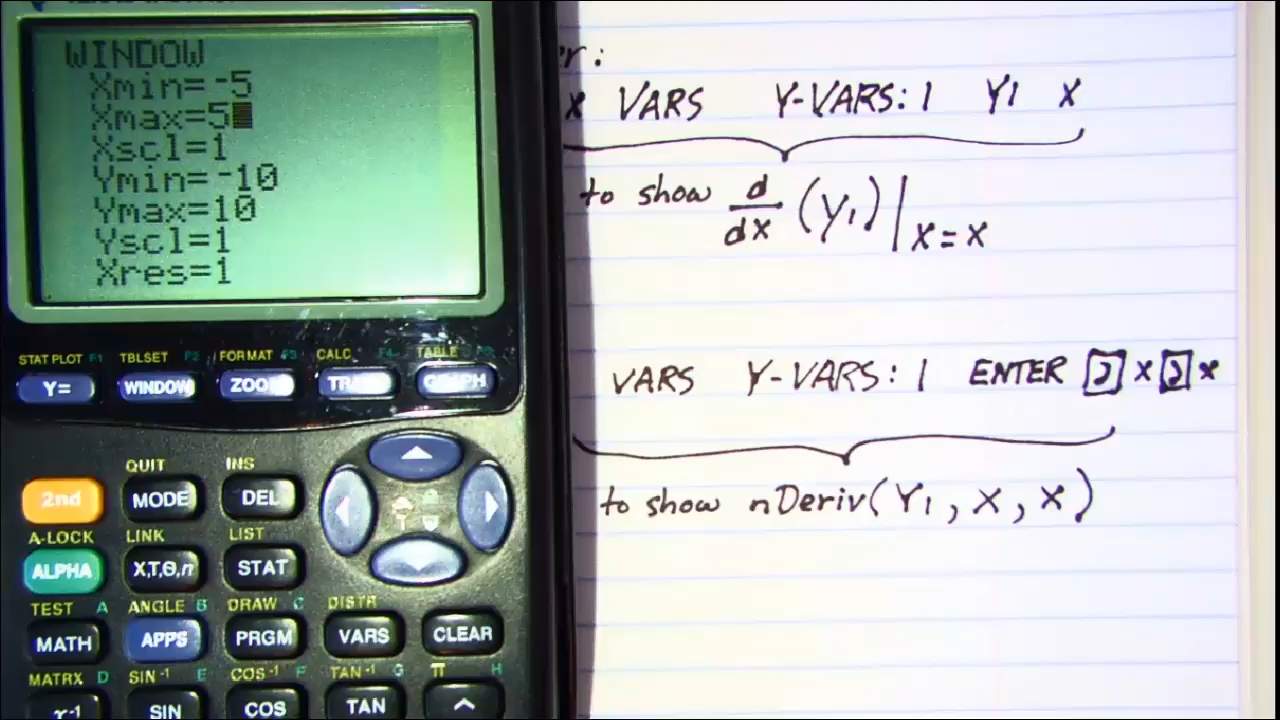 WINDOW
Xmin=-5
Xmax=5
Xscl=1
Ymin=-10
Ymax=10
Yscl=1
Xres=1
STAT PLOT F1 TBLSET F2 FORMAT F3 CALC F4 TABLE F5
Y= WINDOW ZOOM TRACE GRAPH
QUIT INS
2nd MODE DEL
A-LOCK LINK LIST
ALPHA X,T,Θ,n STAT
TEST A ANGLE B DRAW C DISTR
MATH APPS PRGM VARS CLEAR
MATRX D SIN-1 E COS-1 F TAN-1 G π H
x-1 SIN COS TAN ^
er:
X VARS Y-VARS: 1 Y1 X
to show d/dx (Y1)|X=X
VARS Y-VARS: 1 ENTER , X , X
to show nDeriv(Y1, X, X)